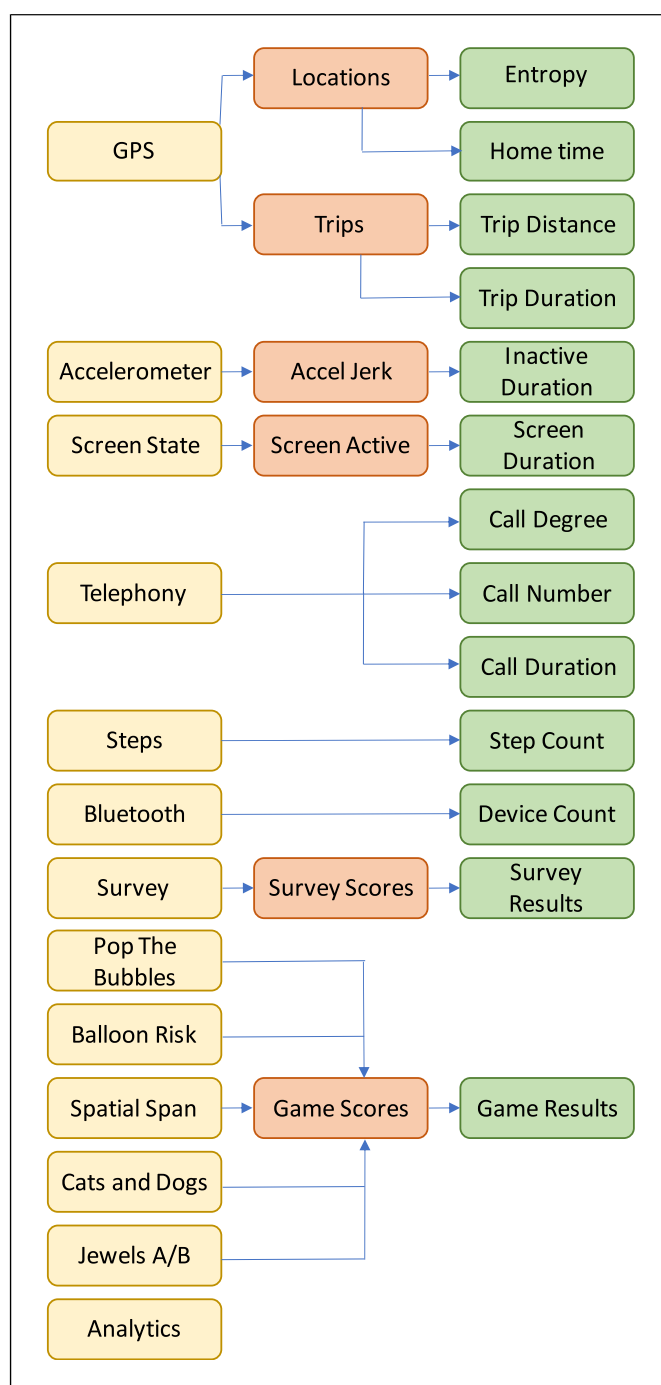 Locations
Entropy
GPS
Home time
Trips
Trip Distance
Trip Duration
Accelerometer
Accel Jerk
Inactive
Duration
Screen State
Screen Active
Screen
Duration
Call Degree
Telephony
Call Number
Call Duration
Steps
Step Count
Bluetooth
Device Count
Survey
Survey Scores
Survey
Results
Pop The
Bubbles
Balloon Risk
Spatial Span
Game Scores
Game Results
Cats and Dogs
Jewels A/B
Analytics